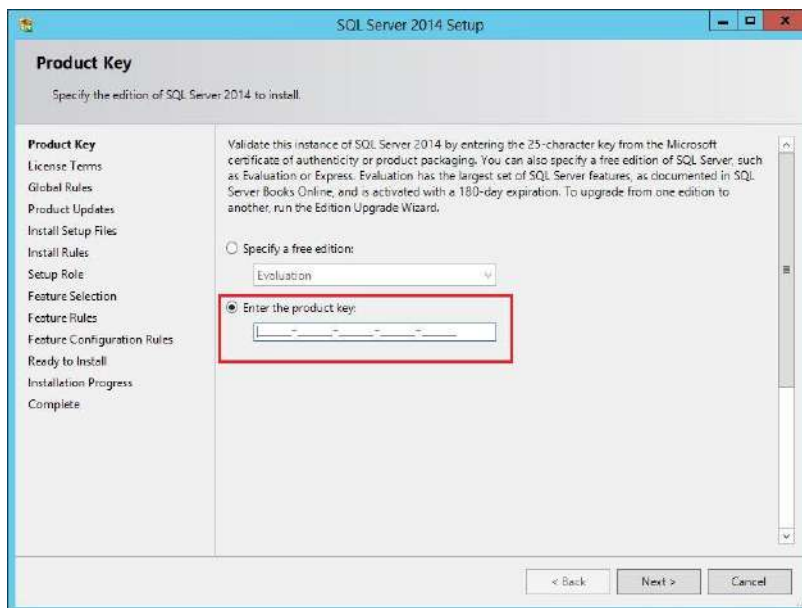 SQL Server 2014 Setup
Product Key
Specify the edition of SQL Server 2014 to install.
Product Key
License Terms
Global Rules
Product Updates
Install Setup Files
Install Rules
Setup Role
Feature Selection
Feature Rules
Feature Configuration Rules
Ready to Install
Installation Progress
Complete
Validate this instance of SQL Server 2014 by entering the 25-character key from the Microsoft
certificate of authenticity or product packaging. You can also specify a free edition of SQL Server, such
as Evaluation or Express. Evaluation has the largest set of SQL Server features, as documented in SQL
Server Books Online, and is activated with a 180-day expiration. To upgrade from one edition to
another, run the Edition Upgrade Wizard.
Specify a free edition:
Evaluation
Enter the product key:
_____-_____-_____-_____-_____
< Back
Next >
Cancel